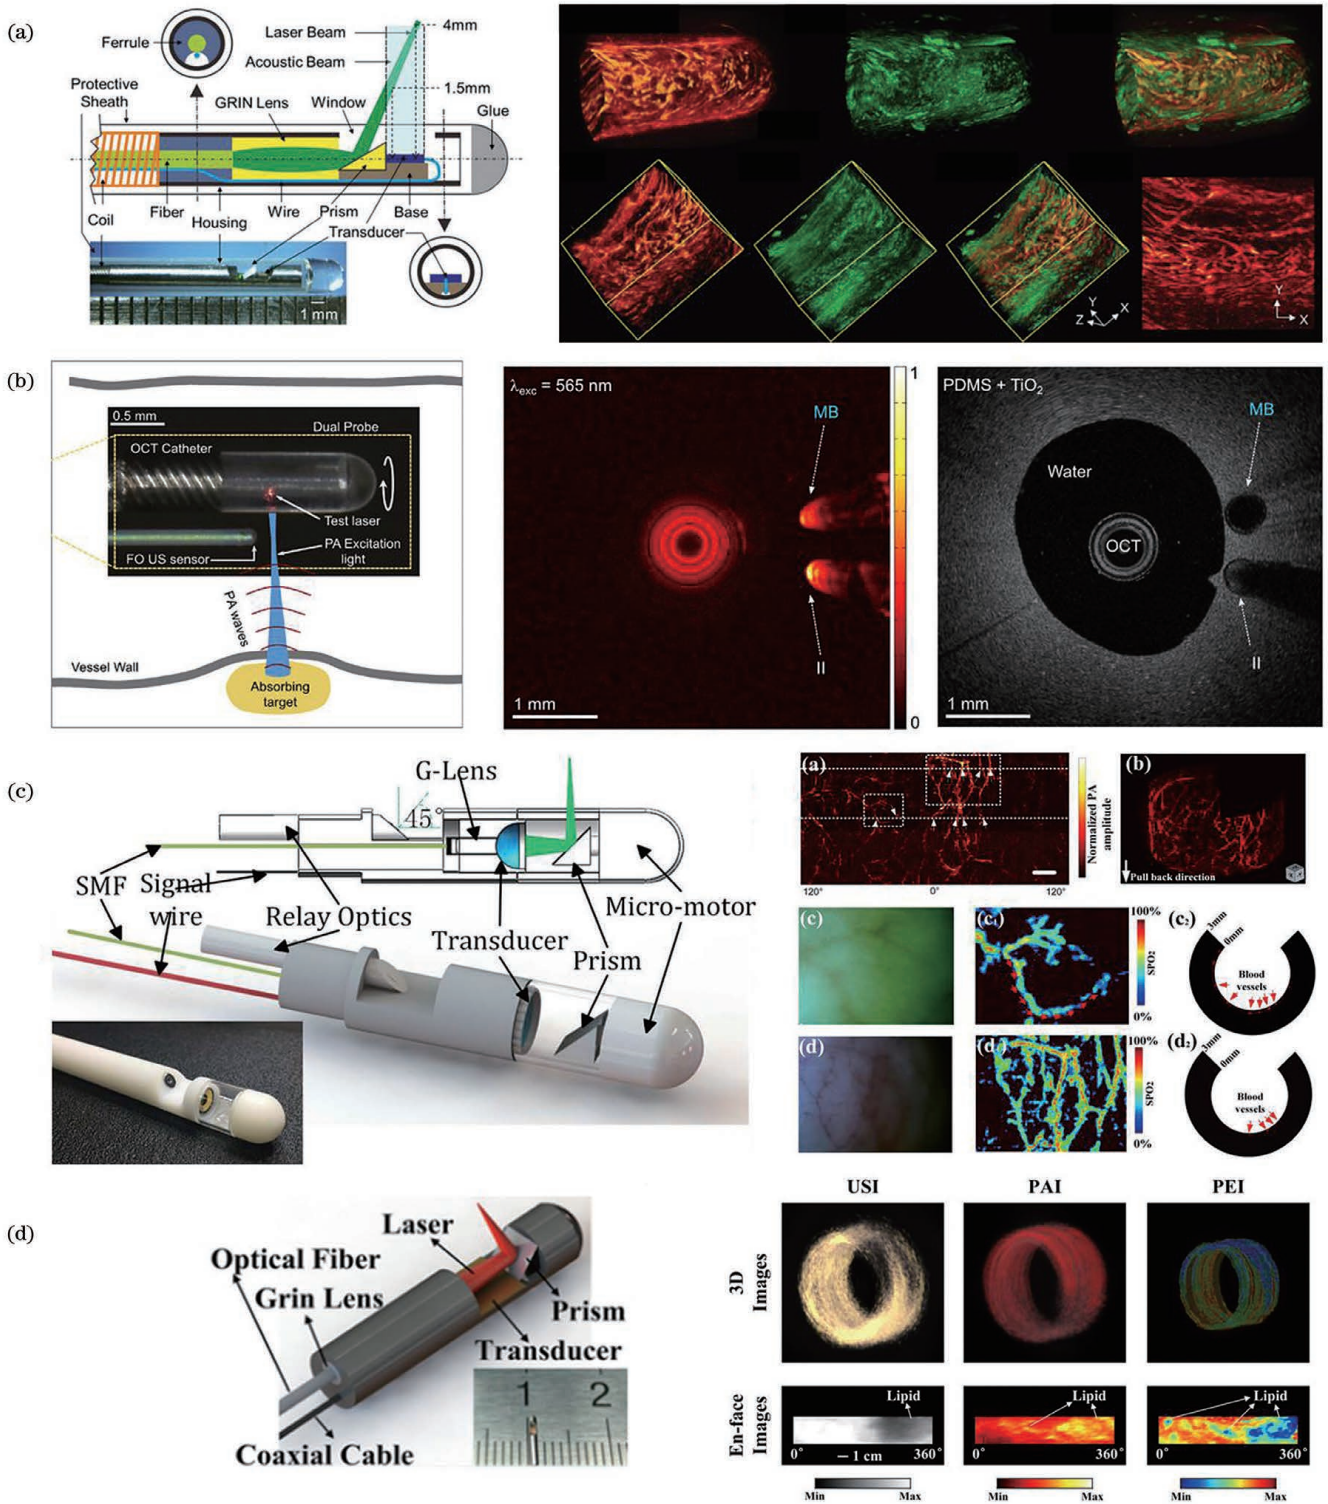 (a)
Ferrule
Laser Beam
4mm
Acoustic Beam
Protective
Sheath
GRIN Lens
Window
1.5mm
Glue
Coil
Fiber
Housing
Wire
Prism
Base
Transducer
1 mm
Y
X
Z
Y
X
(b)
0.5 mm
Dual Probe
OCT Catheter
Test laser
FO US sensor
PA Excitation
light
PA waves
Vessel Wall
Absorbing
target
λexc = 565 nm
MB
II
1 mm
1
0
PDMS + TiO2
MB
Water
OCT
II
1 mm
(c)
G-Lens
45°
SMF
Signal
wire
Relay Optics
Transducer
Prism
Micro-motor
(a)
120°
0°
120°
Normalized PA
amplitude
(b)
Pull back direction
(c)
(c1)
100%
SPO2
0%
(c2)
3mm
0mm
Blood
vessels
(d)
(d1)
100%
SPO2
0%
(d2)
3mm
0mm
Blood
vessels
(d)
Laser
Optical Fiber
Grin Lens
Prism
Transducer
Coaxial Cable
1 2
USI PAI PEI
3D
Images
En-face
Images
Lipid
0°
1 cm
360°
Lipid
0°
360°
Lipid
0°
360°
Min Max
Min Max
Min Max